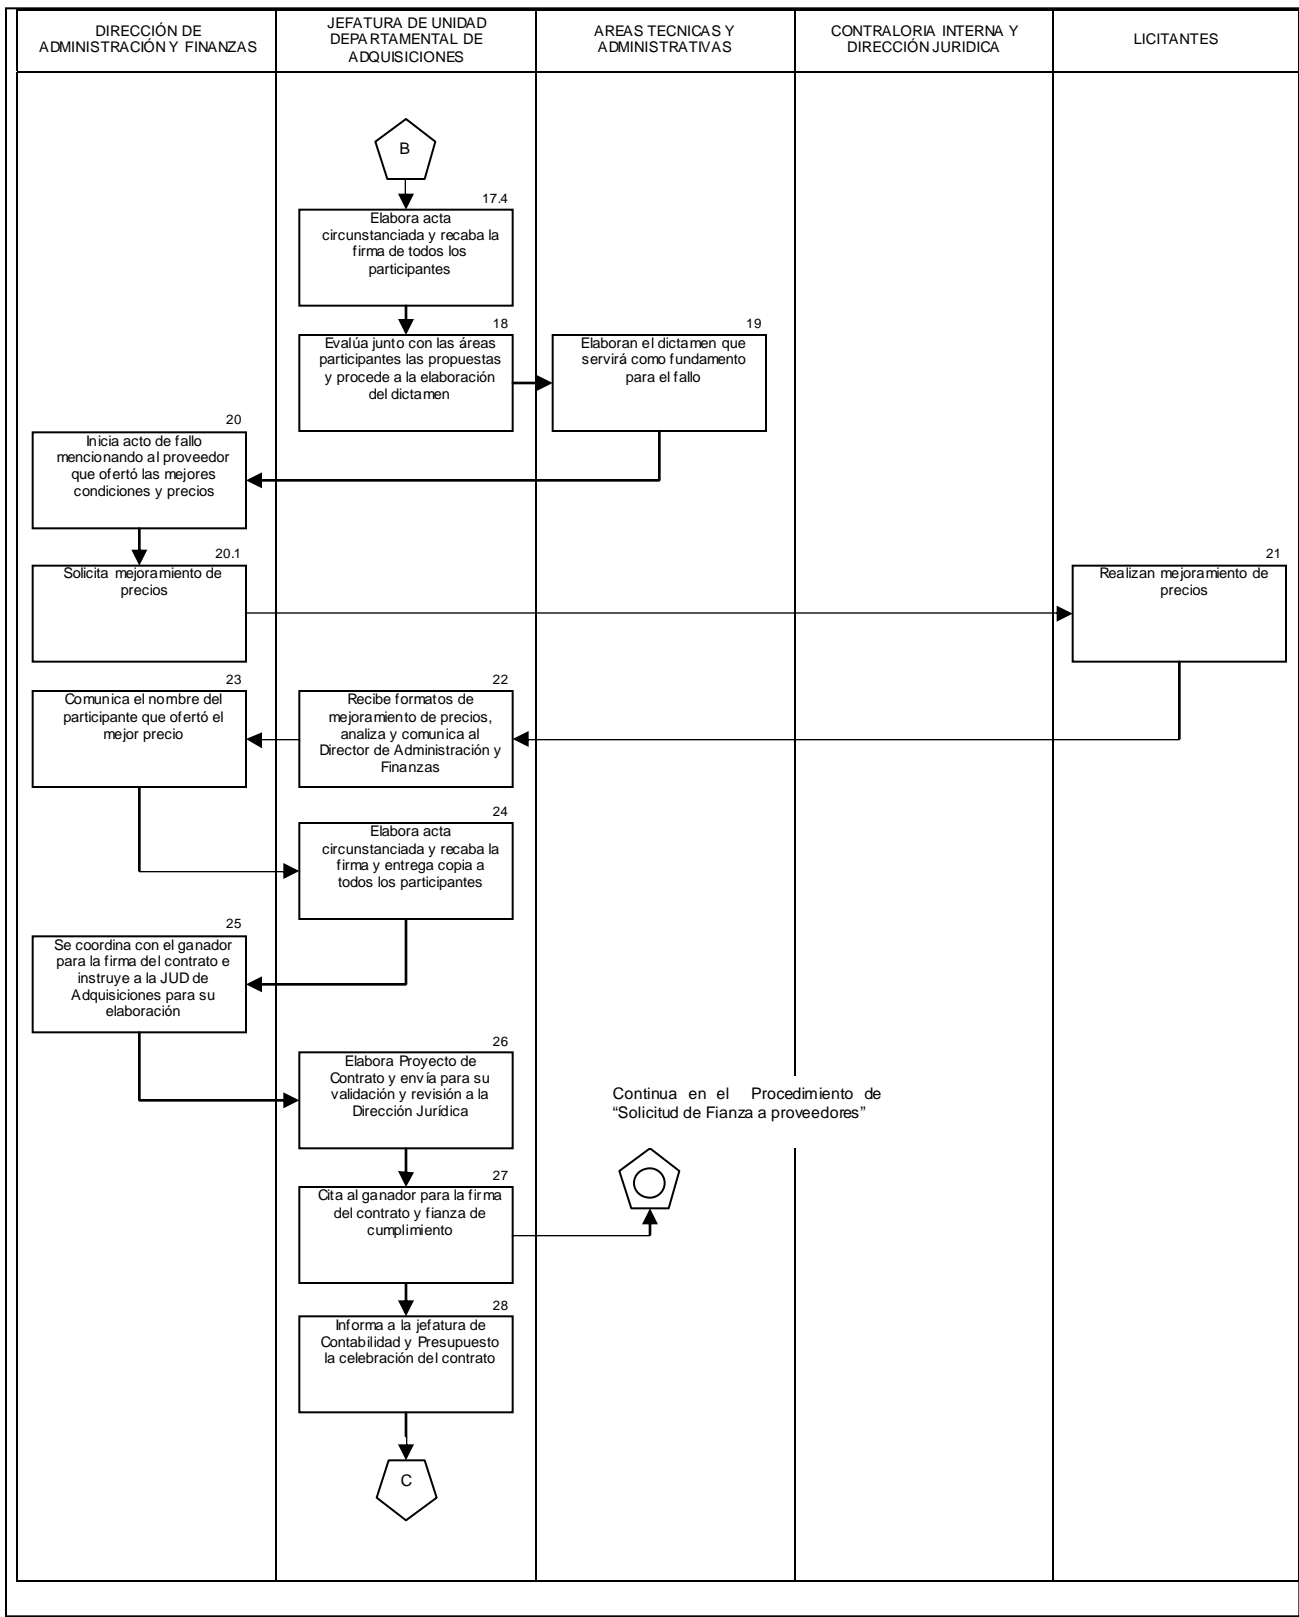 DIRECCIÓN DE
ADMINISTRACIÓN Y FINANZAS
JEFATURA DE UNIDAD
DEPARTAMENTAL DE
ADQUISICIONES
AREAS TECNICAS Y
ADMINISTRATIVAS
CONTRALORIA INTERNA Y
DIRECCIÓN JURIDICA
LICITANTES
B
17.4
Elabora acta
circunstanciada y recaba la
firma de todos los
participantes
18
Evalúa junto con las áreas
participantes las propuestas
y procede a la elaboración
del dictamen
19
Elaboran el dictamen que
servirá como fundamento
para el fallo
20
Inicia acto de fallo
mencionando al proveedor
que ofertó las mejores
condiciones y precios
20.1
Solicita mejoramiento de
precios
21
Realizan mejoramiento de
precios
23
Comunica el nombre del
participante que ofertó el
mejor precio
22
Recibe formatos de
mejoramiento de precios,
analiza y comunica al
Director de Administración y
Finanzas
24
Elabora acta
circunstanciada y recaba la
firma y entrega copia a
todos los participantes
25
Se coordina con el ganador
para la firma del contrato e
instruye a la JUD de
Adquisiciones para su
elaboración
26
Elabora Proyecto de
Contrato y envía para su
validación y revisión a la
Dirección Jurídica
Continua en el Procedimiento de
“Solicitud de Fianza a proveedores”
27
Cita al ganador para la firma
del contrato y fianza de
cumplimiento
28
Informa a la jefatura de
Contabilidad y Presupuesto
la celebración del contrato
C